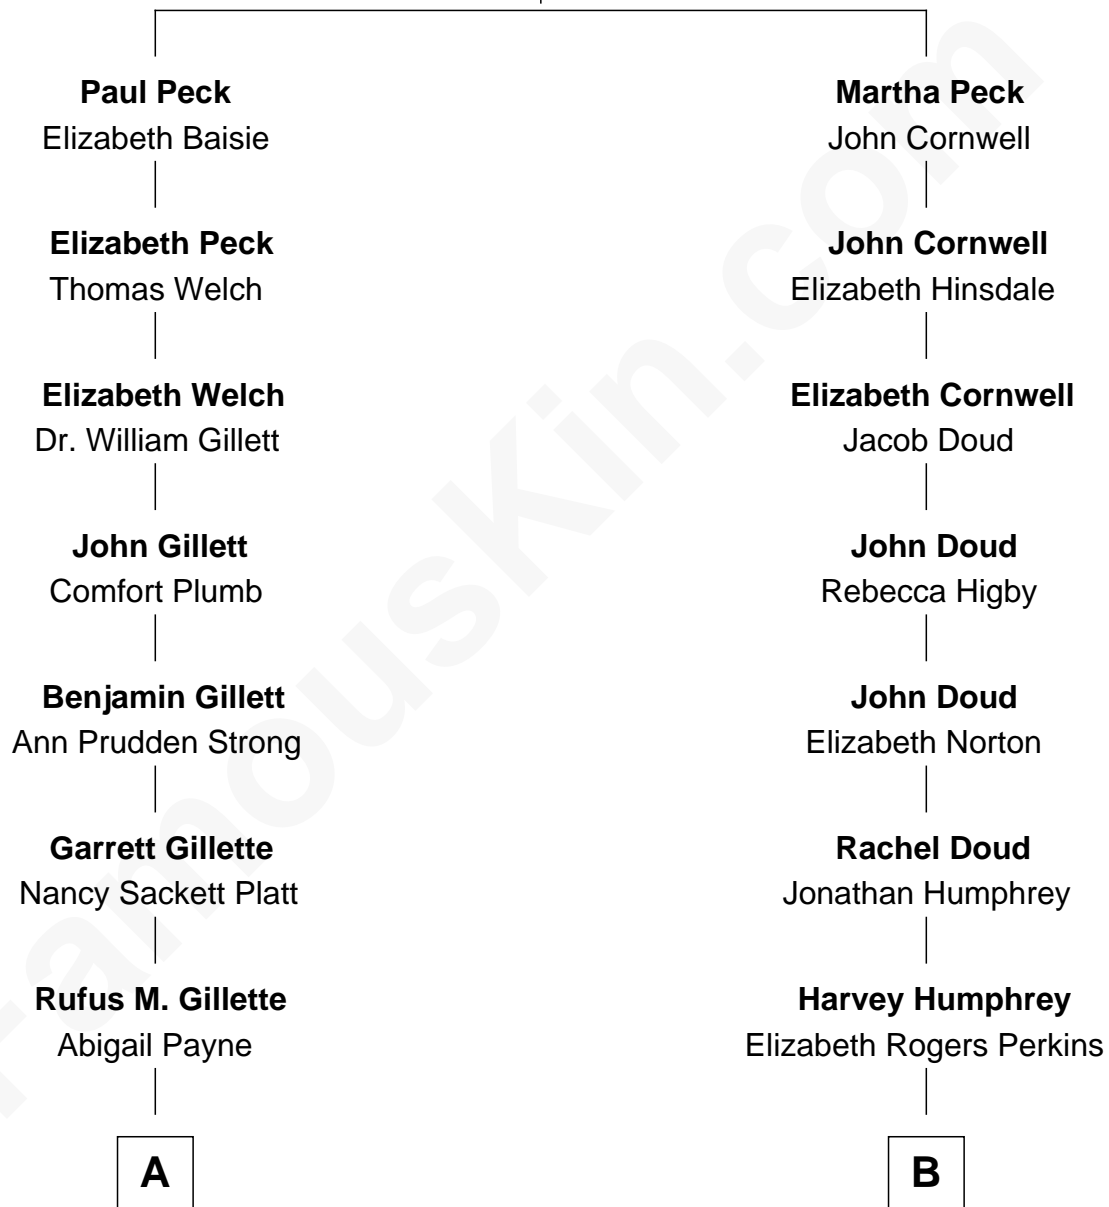 Paul Peck
Elizabeth Baisie
Elizabeth Peck
Thomas Welch
Elizabeth Welch
Dr. William Gillett
John Gillett
Comfort Plumb
Benjamin Gillett
Ann Prudden Strong
Garrett Gillette
Nancy Sackett Platt
Rufus M. Gillette
Abigail Payne
A
Martha Peck
John Cornwell
John Cornwell
Elizabeth Hinsdale
Elizabeth Cornwell
Jacob Doud
John Doud
Rebecca Higby
John Doud
Elizabeth Norton
Rachel Doud
Jonathan Humphrey
Harvey Humphrey
Elizabeth Rogers Perkins
B
FamousKin.com